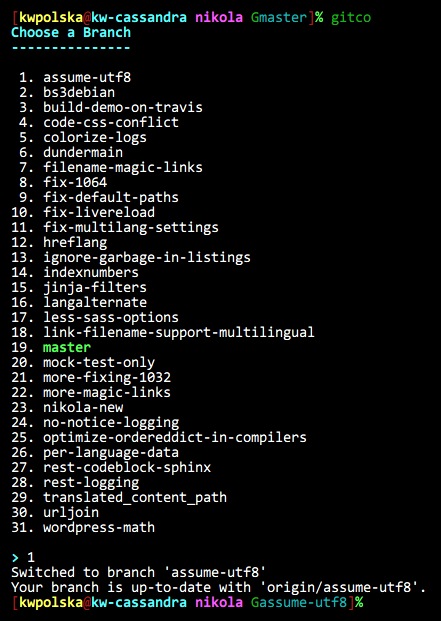 [kwpolska@kw-cassandra nikola Gmaster]% gitco
Choose a Branch
---------------
1. assume-utf8
2. bs3debian
3. build-demo-on-travis
4. code-css-conflict
5. colorize-logs
6. dundermain
7. filename-magic-links
8. fix-1064
9. fix-default-paths
10. fix-livereload
11. fix-multilang-settings
12. hreflang
13. ignore-garbage-in-listings
14. indexnumbers
15. jinja-filters
16. langalternate
17. less-sass-options
18. link-filename-support-multilingual
19. master
20. mock-test-only
21. more-fixing-1032
22. more-magic-links
23. nikola-new
24. no-notice-logging
25. optimize-ordereddict-in-compilers
26. per-language-data
27. rest-codeblock-sphinx
28. rest-logging
29. translated_content_path
30. urljoin
31. wordpress-math
> 1
Switched to branch 'assume-utf8'
Your branch is up-to-date with 'origin/assume-utf8'.
[kwpolska@kw-cassandra nikola Gassume-utf8]%